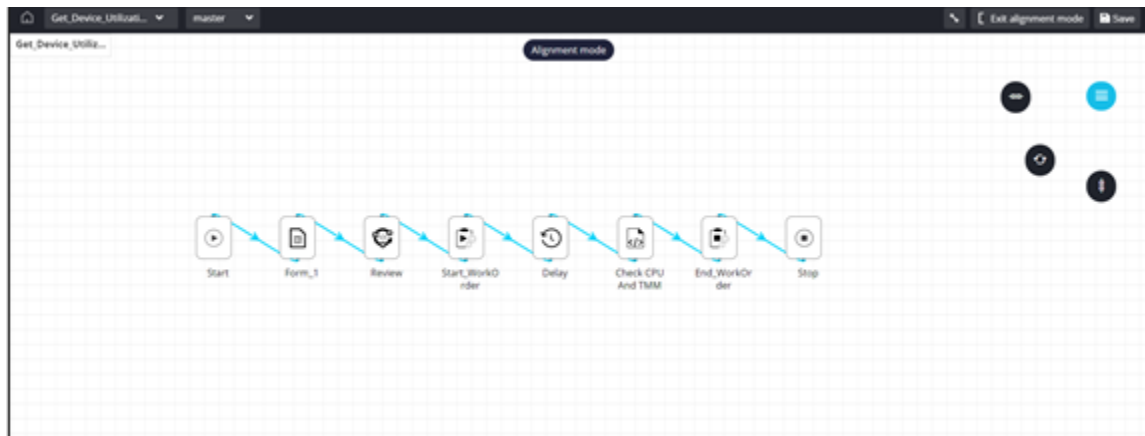 Get_Device_Utilizati...
master
Exit alignment mode
Save
Get_Device_Utiliz...
Alignment mode
Start
Form_1
Review
Start_WorkO
rder
Delay
Check CPU
And TMM
End_WorkOr
der
Stop